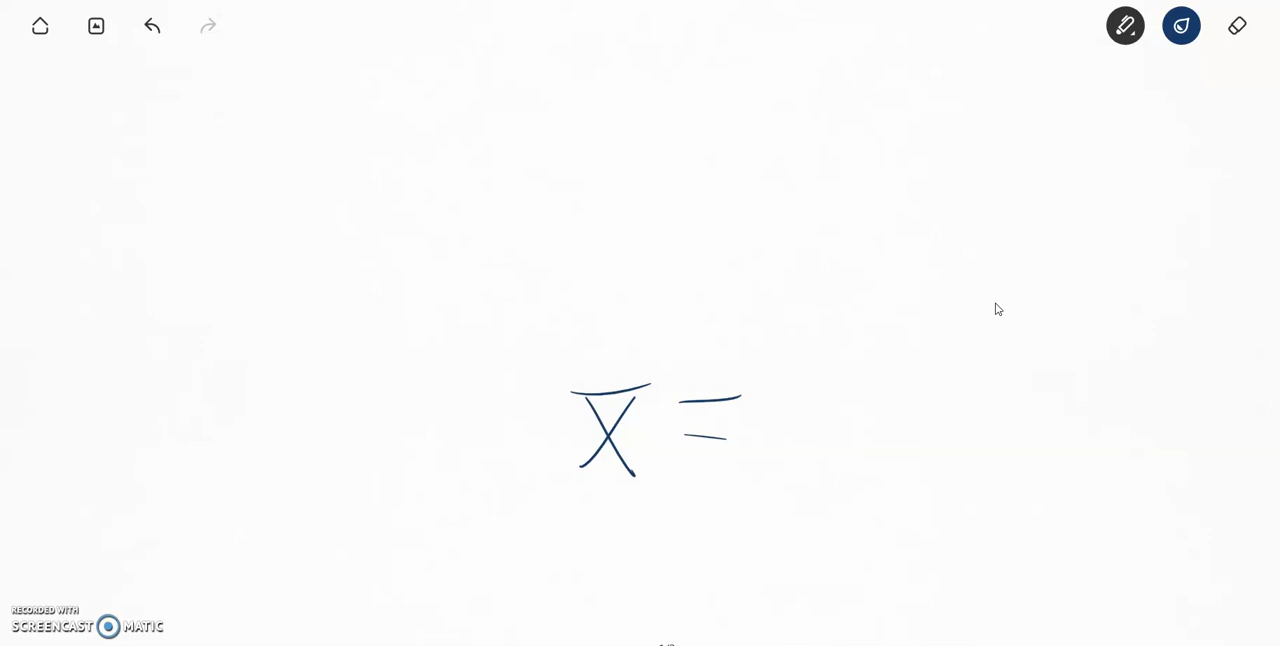 X̄ =
RECORDED WITH
SCREENCAST MATIC